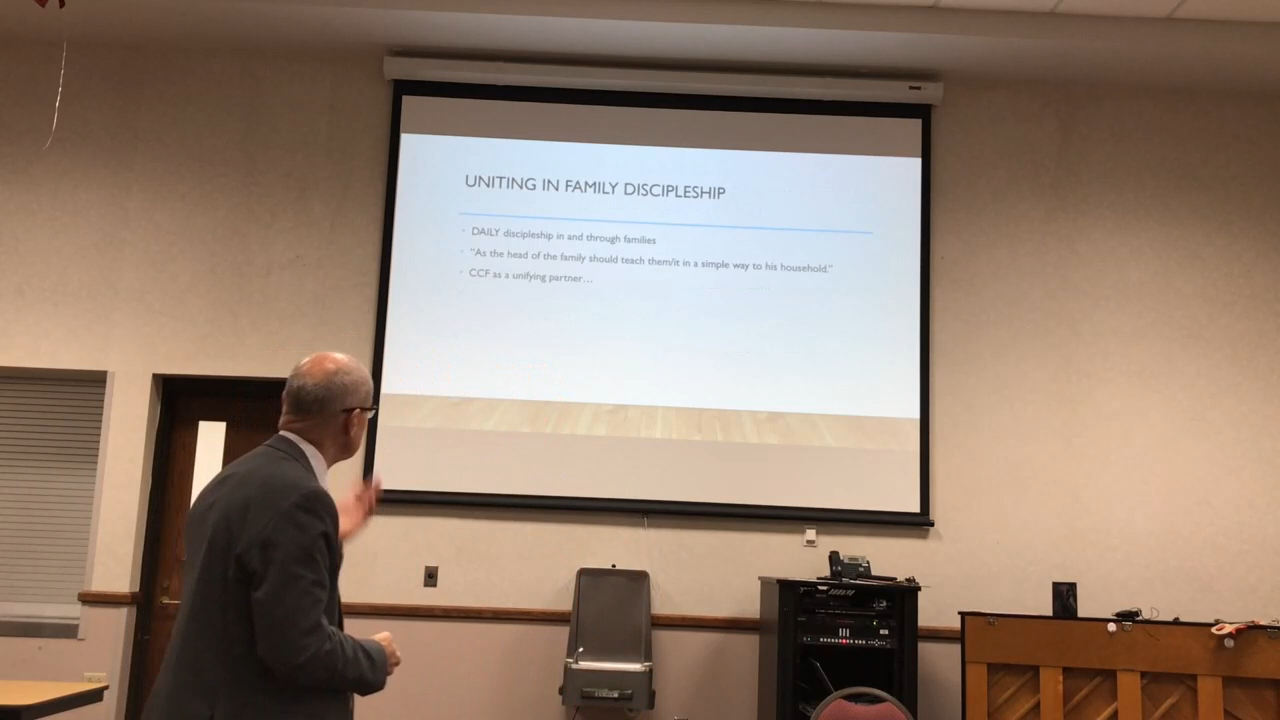 UNITING IN FAMILY DISCIPLESHIP
DAILY discipleship in and through families
"As the head of the family should teach them/it in a simple way to his household."
CCF as a unifying partner…